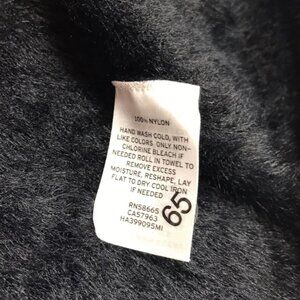 100% NYLON
HAND WASH COLD, WITH
LIKE COLORS ONLY NON-
CHLORINE BLEACH IF
NEEDED ROLL IN TOWEL TO
REMOVE EXCESS
MOISTURE, RESHAPE, LAY
FLAT TO DRY COOL IRON
IF NEEDED
RN58665
CA57963
HA399095MI
65